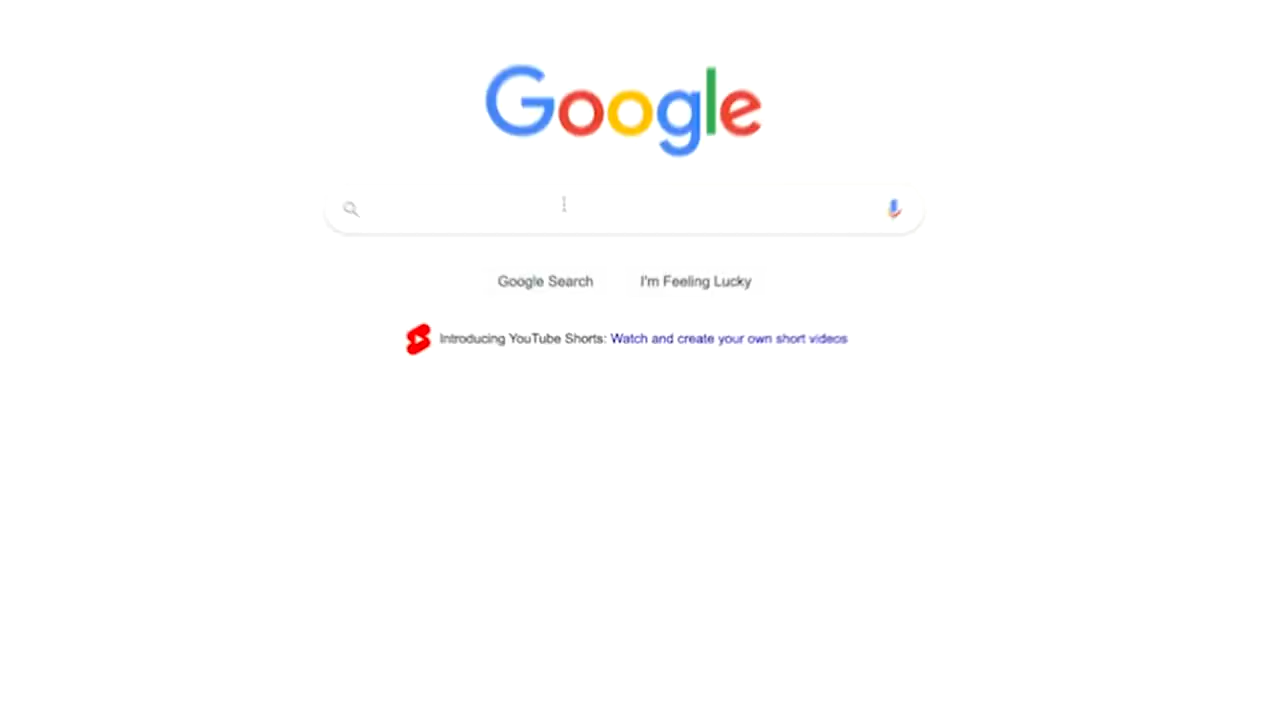 Google
Google Search
I'm Feeling Lucky
Introducing YouTube Shorts: Watch and create your own short videos